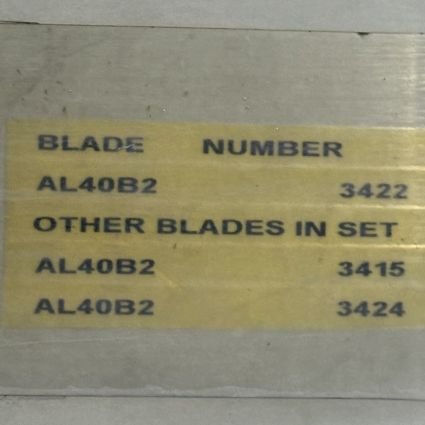 BLADE NUMBER
AL40B2 3422
OTHER BLADES IN SET
AL40B2 3415
AL40B2 3424